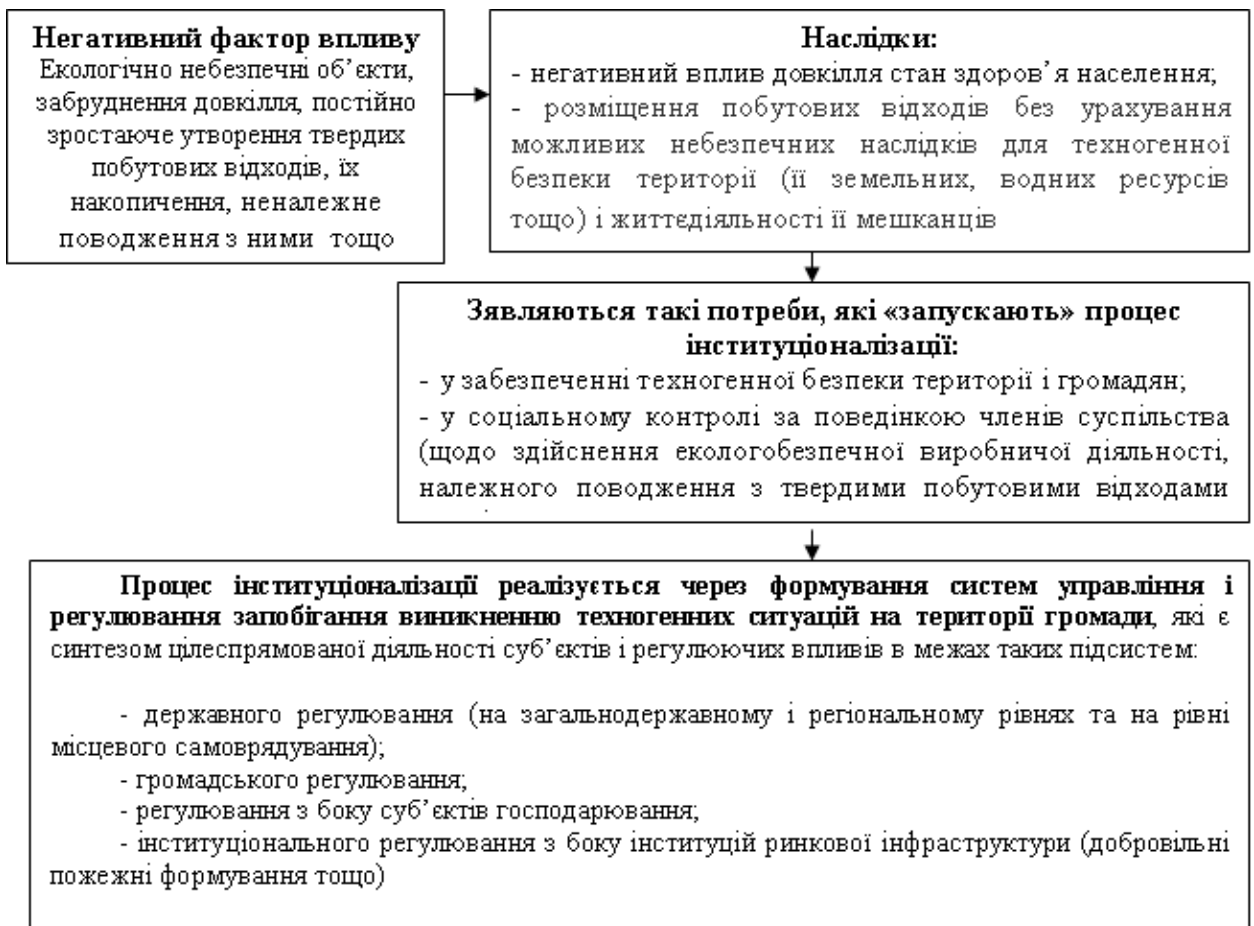 Негативний фактор впливу
Екологічно небезпечні об’єкти,
забруднення довкілля, постійно
зростаюче утворення твердих
побутових відходів, їх
накопичення, неналежне
поводження з ними тощо
Наслідки:
- негативний вплив довкілля стан здоров’я населення;
- розміщення побутових відходів без урахування
можливих небезпечних наслідків для техногенної
безпеки території (її земельних, водних ресурсів
тощо) і життєдіяльності її мешканців
Зявляються такі потреби, які «запускають» процес
інституціоналізації:
- у забезпеченні техногенної безпеки території і громадян;
- у соціальному контролі за поведінкою членів суспільства
(щодо здійснення екологобезпечної виробничої діяльності,
належного поводження з твердими побутовими відходами
Процес інституціоналізації реалізується через формування систем управління і
регулювання запобігання виникненню техногенних ситуацій на території громади, які є
синтезом цілеспрямованої діяльності суб’єктів і регулюючих впливів в межах таких підсистем:
- державного регулювання (на загальнодержавному і регіональному рівнях та на рівні
місцевого самоврядування);
- громадського регулювання;
- регулювання з боку суб’єктів господарювання;
- інституціонального регулювання з боку інституцій ринкової інфраструктури (добровільні
пожежні формування тощо)